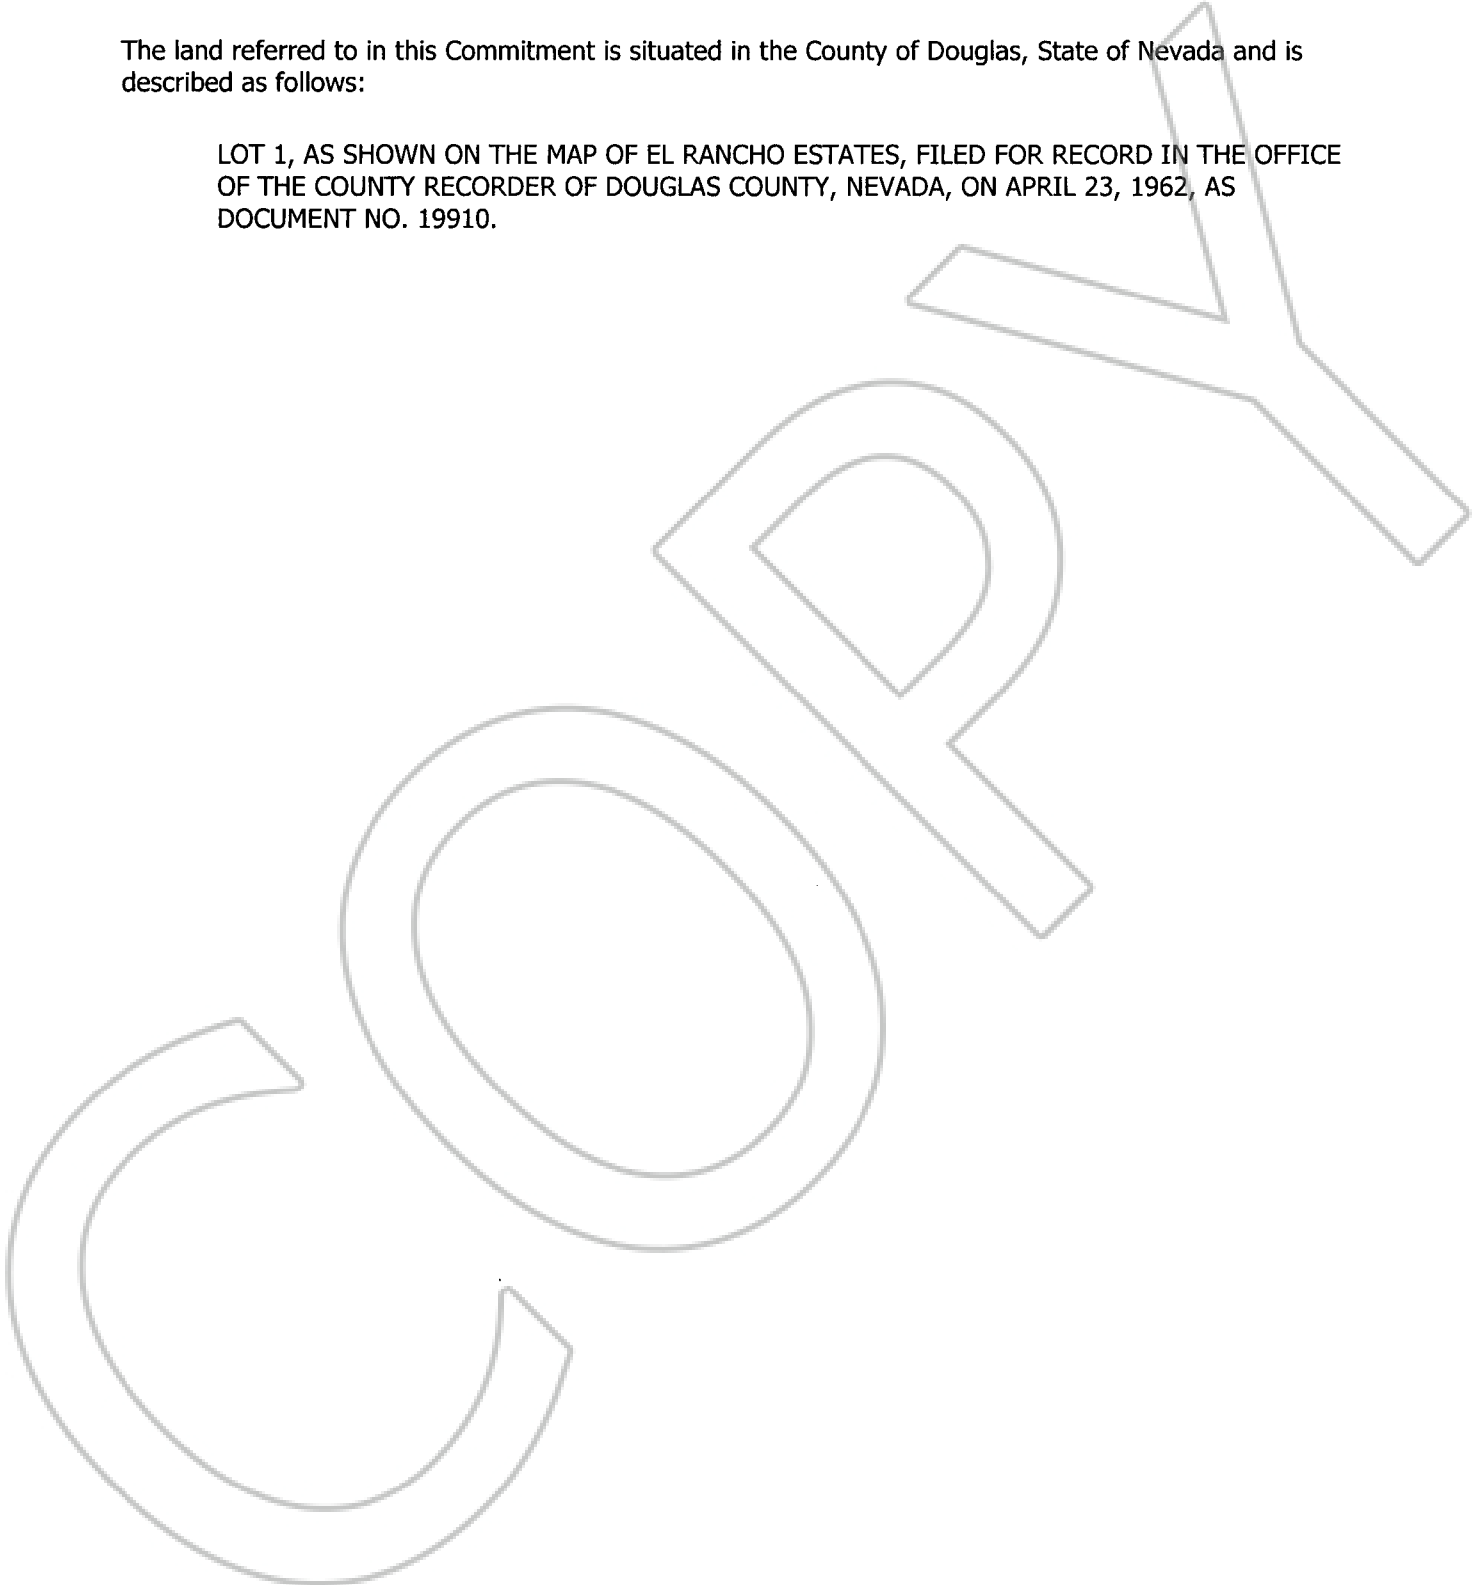 The land referred to in this Commitment is situated in the County of Douglas, State of Nevada and is
described as follows:
LOT 1, AS SHOWN ON THE MAP OF EL RANCHO ESTATES, FILED FOR RECORD IN THE OFFICE
OF THE COUNTY RECORDER OF DOUGLAS COUNTY, NEVADA, ON APRIL 23, 1962, AS
DOCUMENT NO. 19910.
COPY